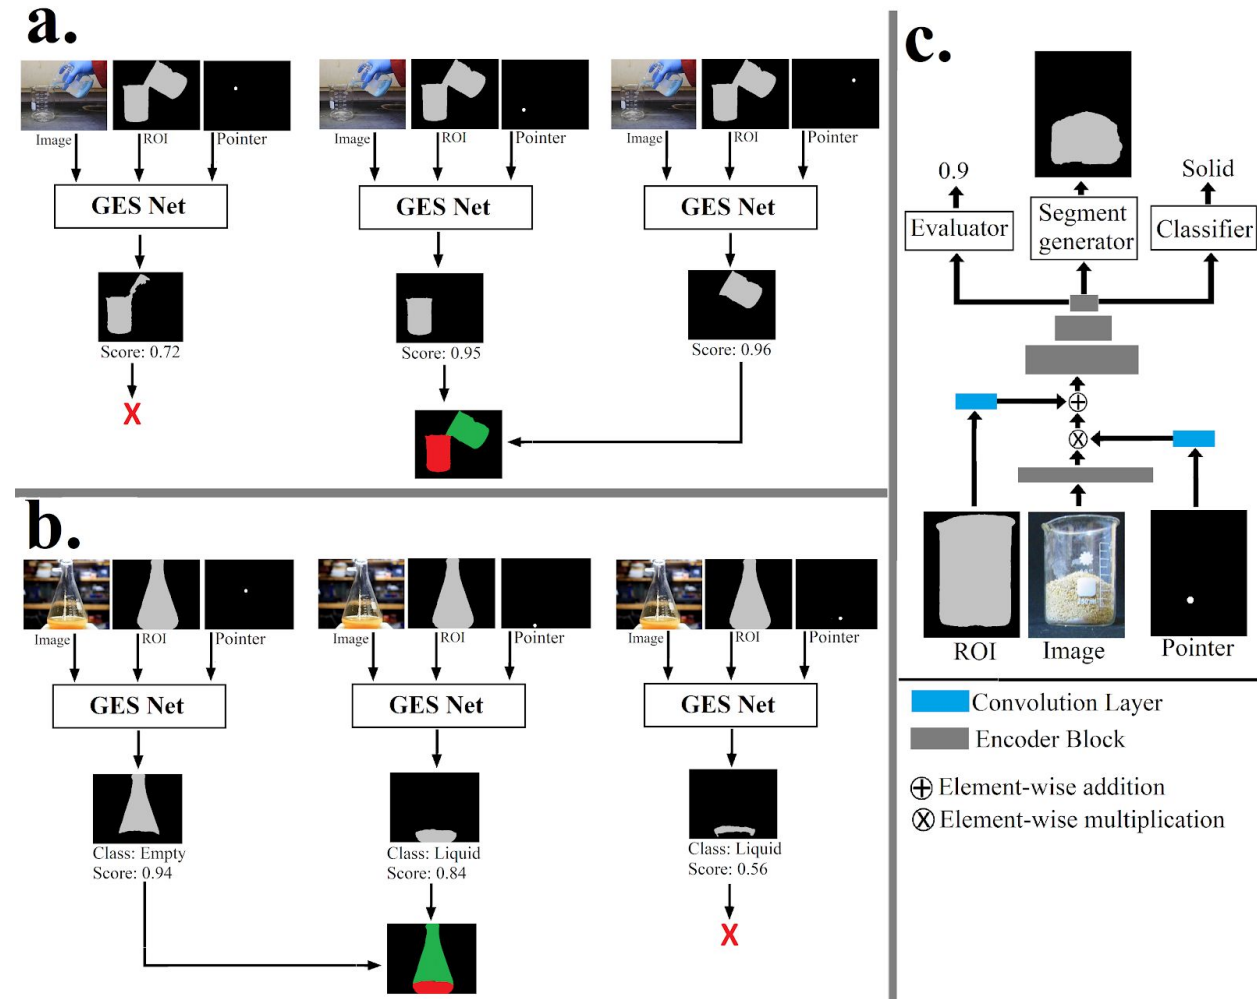 a.
Image ROI Pointer
GES Net
Score: 0.72
X
Image ROI Pointer
GES Net
Score: 0.95
Image ROI Pointer
GES Net
Score: 0.96
b.
Image ROI Pointer
GES Net
Class: Empty
Score: 0.94
Image ROI Pointer
GES Net
Class: Liquid
Score: 0.84
Image ROI Pointer
GES Net
Class: Liquid
Score: 0.56
X
c.
0.9
Solid
Evaluator
Segment
generator
Classifier
ROI
Image
Pointer
Convolution Layer
Encoder Block
Element-wise addition
Element-wise multiplication